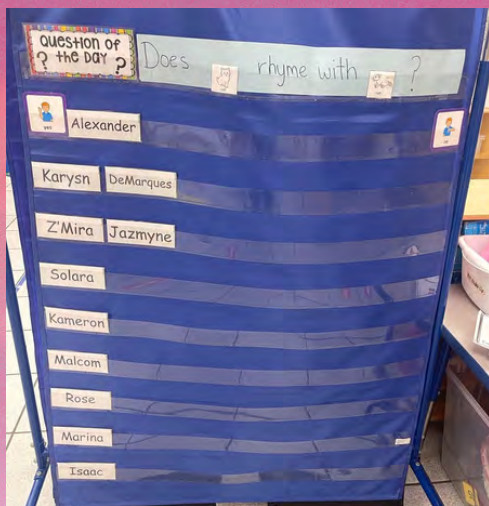 Question of
? the Day ?
Does rhyme with ?
Alexander
Karysn DeMarques
Z'Mira Jazmyne
Solara
Kameron
Malcom
Rose
Marina
Isaac